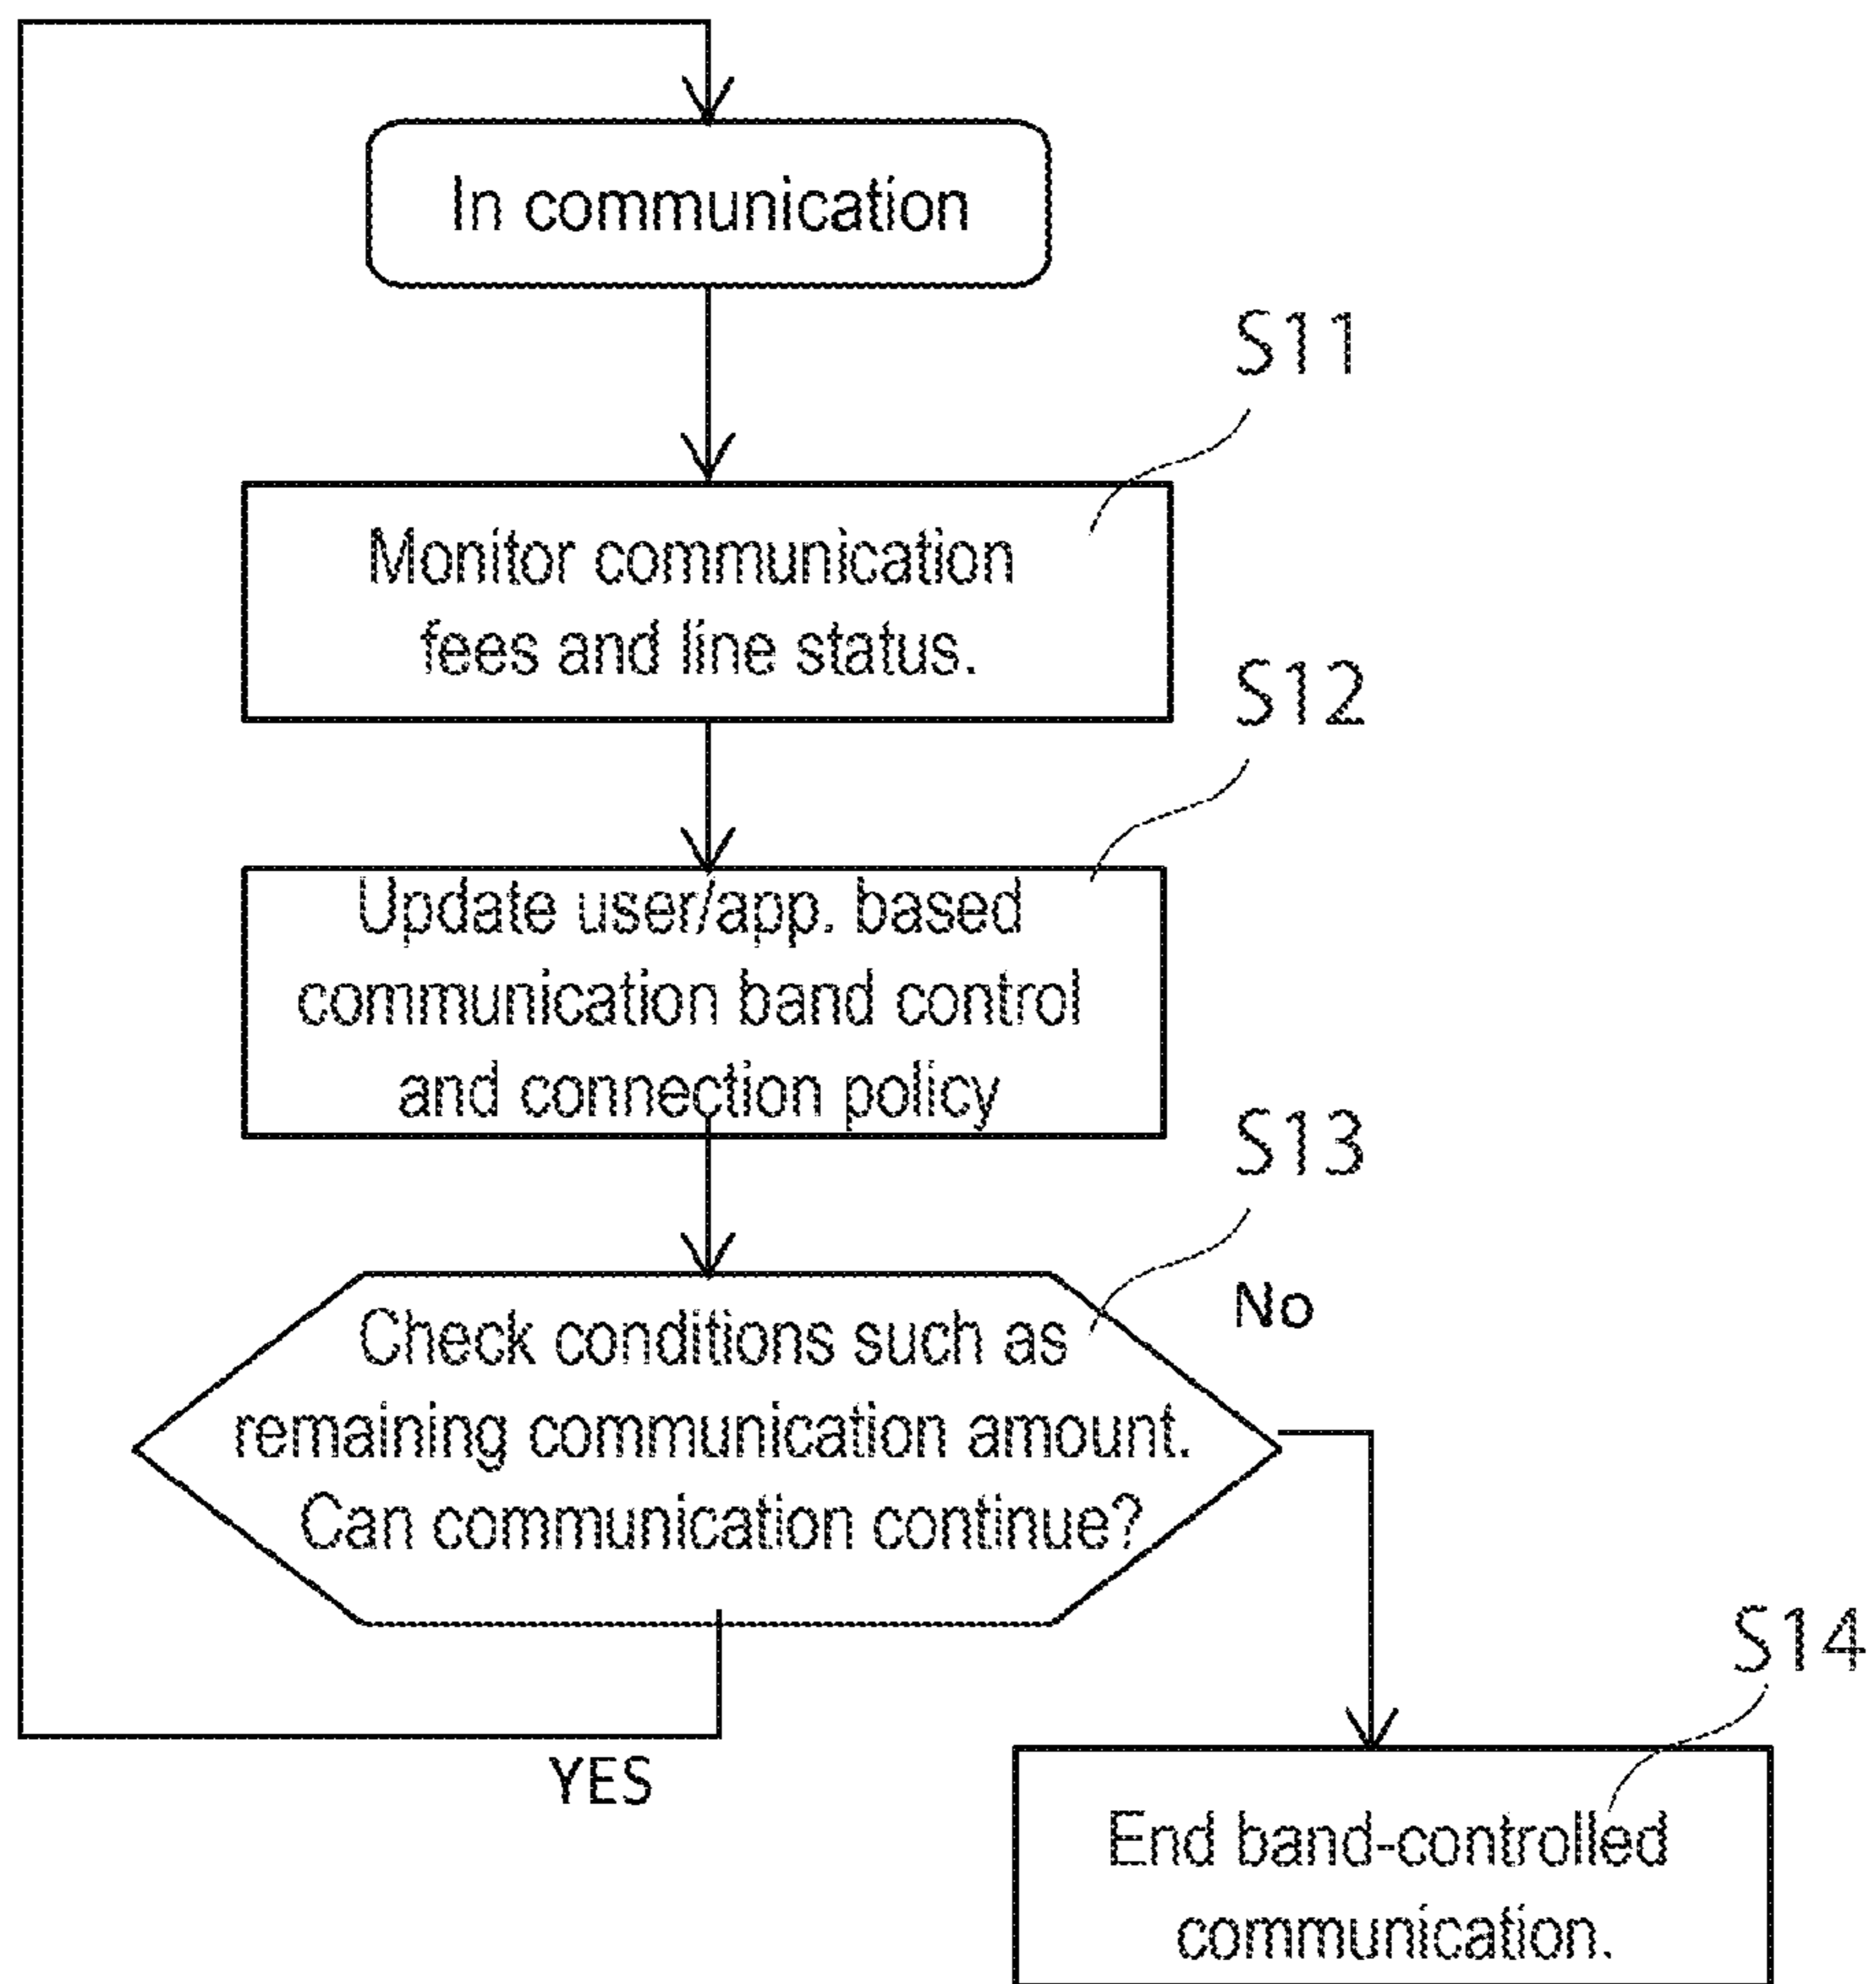 In communication
S11
Monitor communication
fees and line status.
S12
Update user/app. based
communication band control
and connection policy
S13
No
Check conditions such as
remaining communication amount.
Can communication continue?
YES
S14
End band-controlled
communication.